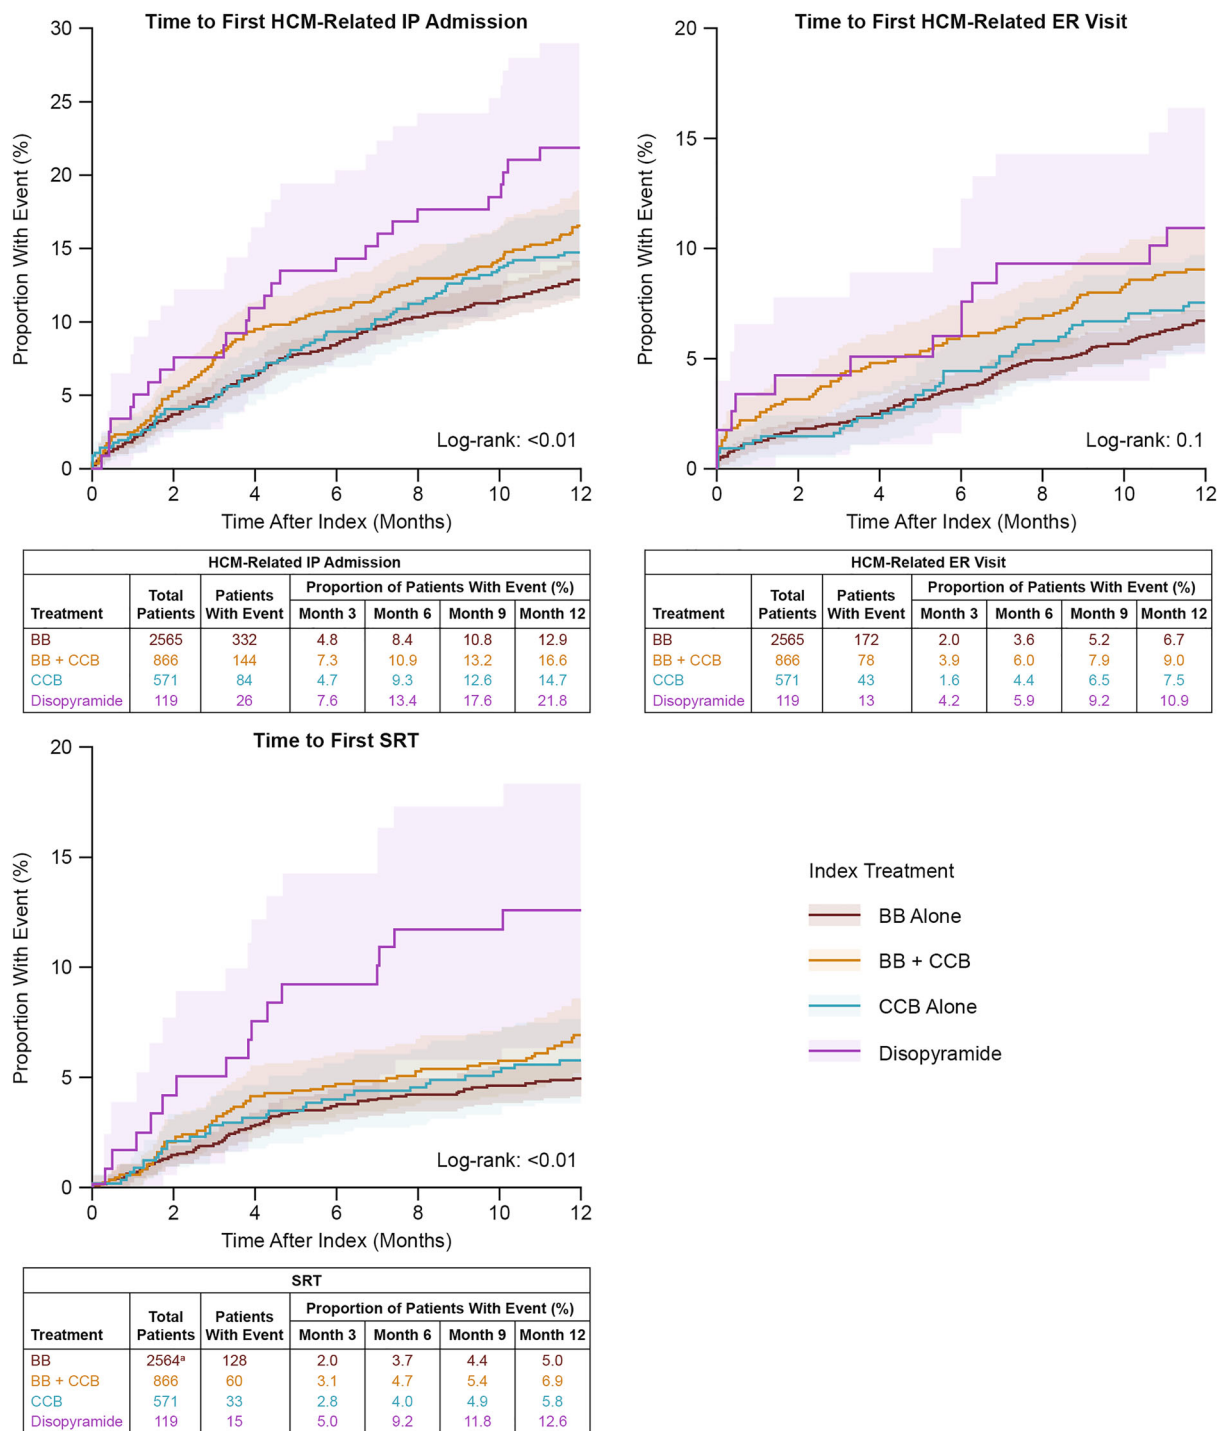 Time to First HCM-Related IP Admission
Proportion With Event (%)
30
25
20
15
10
5
0
Log-rank: <0.01
0 2 4 6 8 10 12
Time After Index (Months)
HCM-Related IP Admission
Treatment Total Patients Patients With Event Proportion of Patients With Event (%)
Month 3 Month 6 Month 9 Month 12
BB 2565 332 4.8 8.4 10.8 12.9
BB + CCB 866 144 7.3 10.9 13.2 16.6
CCB 571 84 4.7 9.3 12.6 14.7
Disopyramide 119 26 7.6 13.4 17.6 21.8
Time to First HCM-Related ER Visit
Proportion With Event (%)
20
15
10
5
0
Log-rank: 0.1
0 2 4 6 8 10 12
Time After Index (Months)
HCM-Related ER Visit
Treatment Total Patients Patients With Event Proportion of Patients With Event (%)
Month 3 Month 6 Month 9 Month 12
BB 2565 172 2.0 3.6 5.2 6.7
BB + CCB 866 78 3.9 6.0 7.9 9.0
CCB 571 43 1.6 4.4 6.5 7.5
Disopyramide 119 13 4.2 5.9 9.2 10.9
Time to First SRT
Proportion With Event (%)
20
15
10
5
0
Log-rank: <0.01
0 2 4 6 8 10 12
Time After Index (Months)
SRT
Treatment Total Patients Patients With Event Proportion of Patients With Event (%)
Month 3 Month 6 Month 9 Month 12
BB 2564ᵃ 128 2.0 3.7 4.4 5.0
BB + CCB 866 60 3.1 4.7 5.4 6.9
CCB 571 33 2.8 4.0 4.9 5.8
Disopyramide 119 15 5.0 9.2 11.8 12.6
Index Treatment
BB Alone
BB + CCB
CCB Alone
Disopyramide